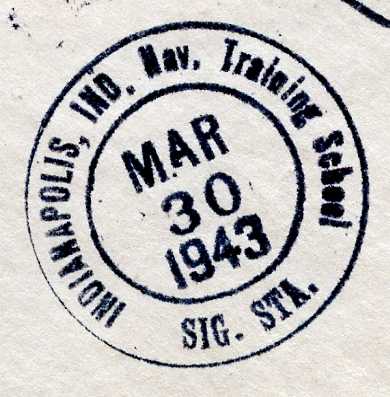 INDIANAPOLIS, IND. Nav. Training School
MAR
30
1943
SIG. STA.